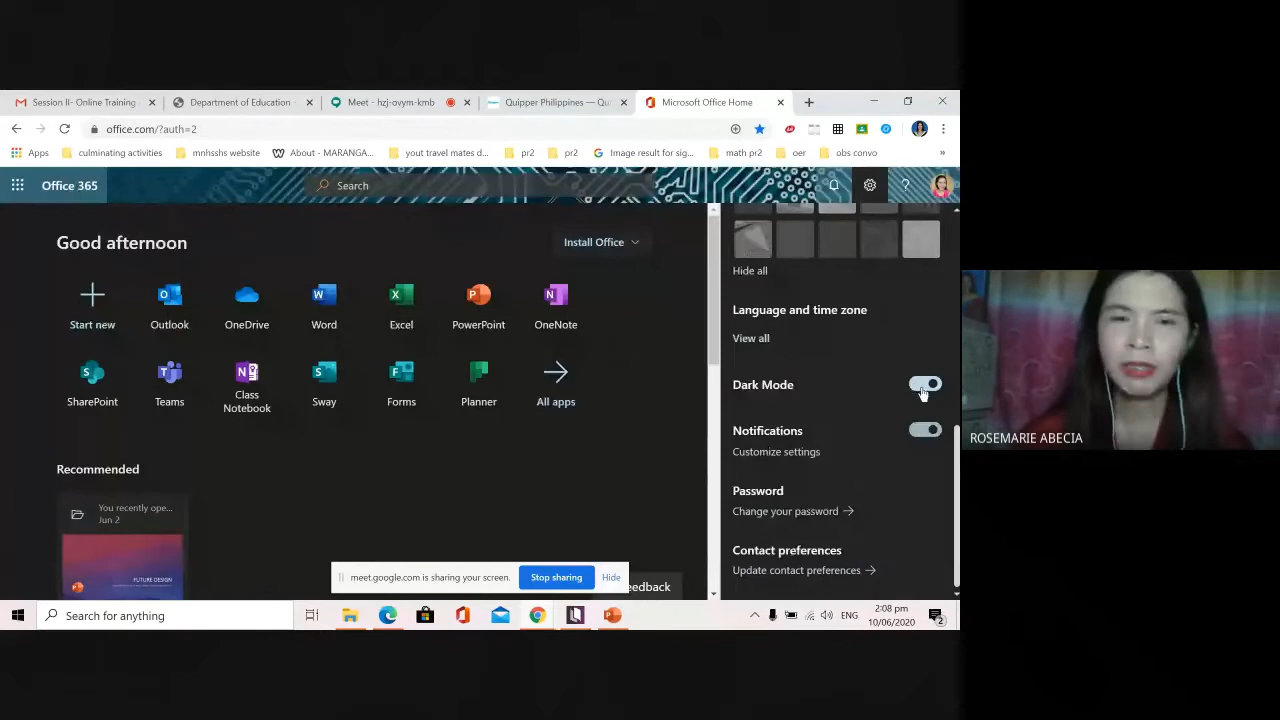 Session II- Online Training
Department of Education -
Meet - hzj-ovym-kmb
Quipper Philippines — Qu
Microsoft Office Home
office.com/?auth=2
Apps
culminating activities
mnhsshs website
About - MARANGA...
yout travel mates d...
pr2
pr2
Image result for sig...
math pr2
oer
obs convo
Office 365
Search
Good afternoon
Install Office
Start new
Outlook
OneDrive
Word
Excel
PowerPoint
OneNote
SharePoint
Teams
Class
Notebook
Sway
Forms
Planner
All apps
Recommended
You recently ope...
Jun 2
FUTURE DESIGN
Hide all
Language and time zone
View all
Dark Mode
Notifications
Customize settings
Password
Change your password
Contact preferences
Update contact preferences
meet.google.com is sharing your screen.
Stop sharing
Hide
eedback
Search for anything
ENG
2:08 pm
10/06/2020
2
ROSEMARIE ABECIA